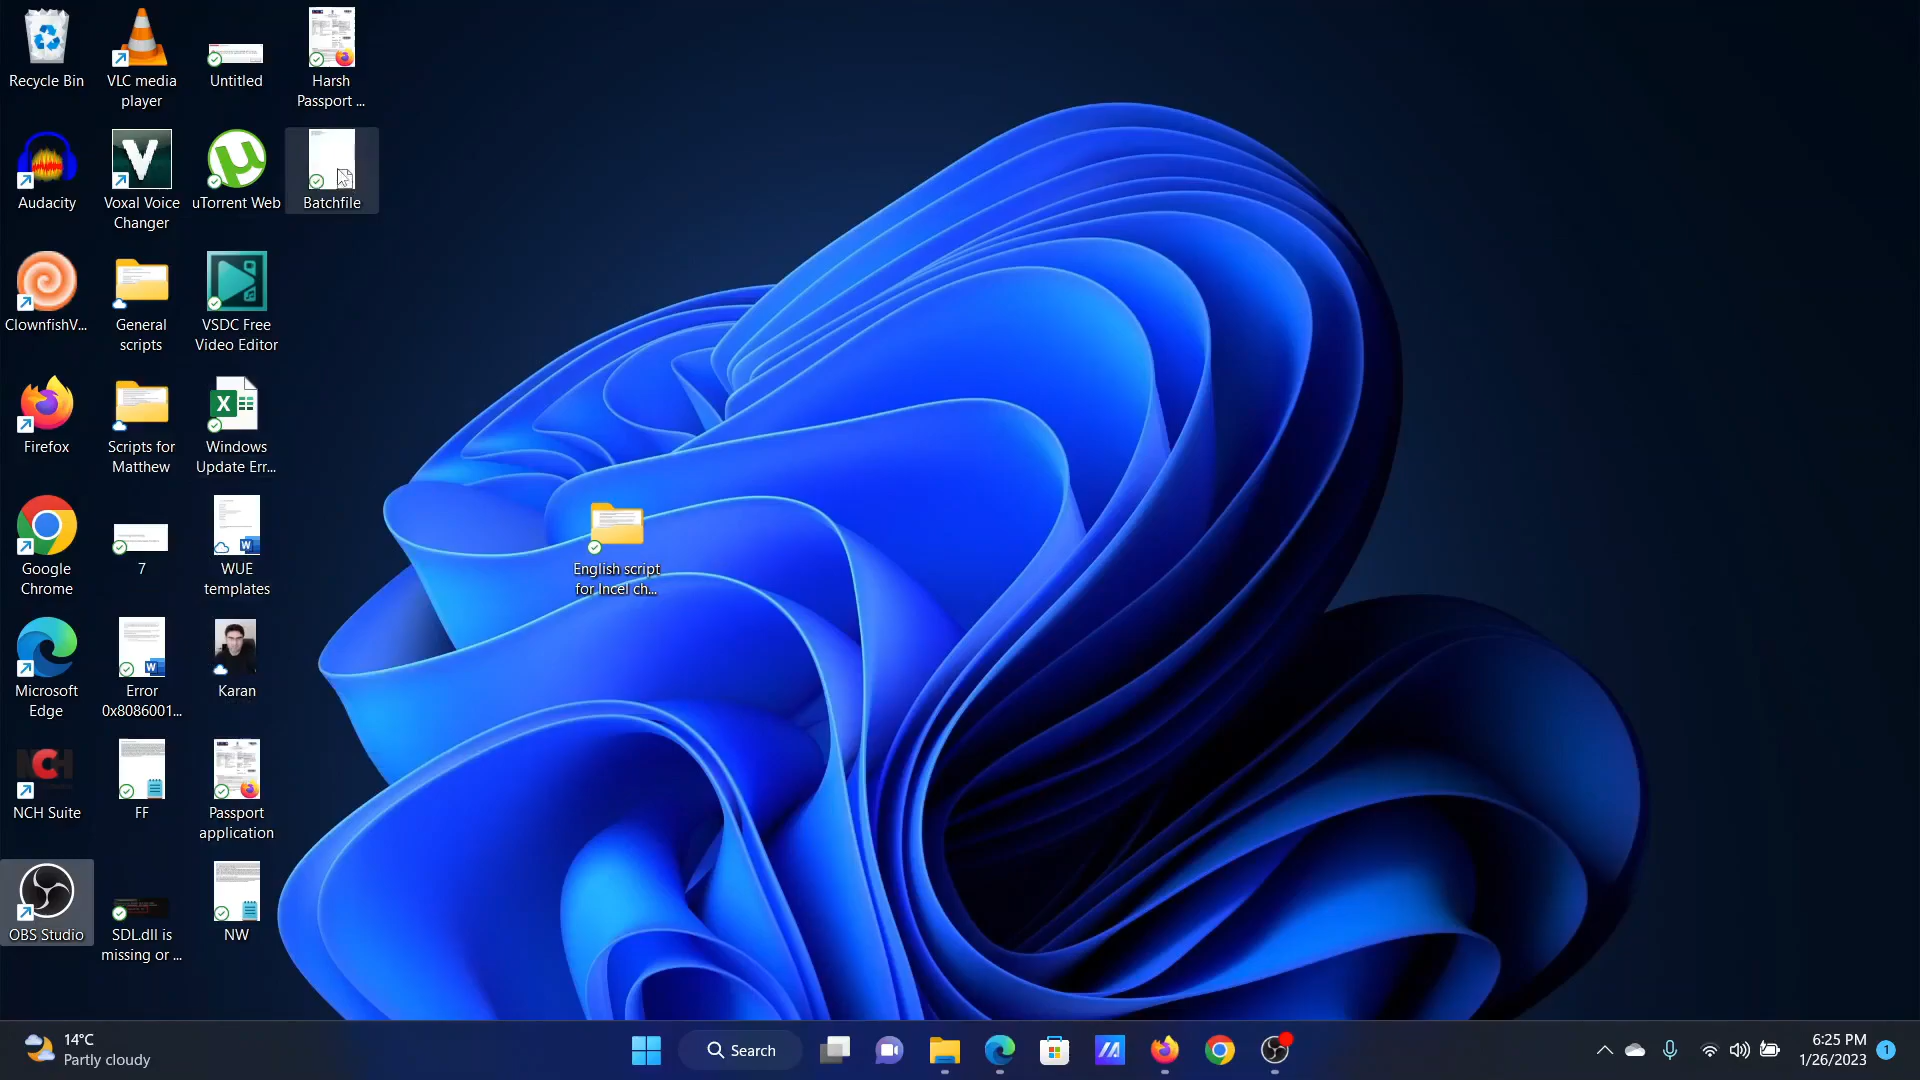 Recycle Bin
VLC media
player
Untitled
Harsh
Passport ...
Audacity
Voxal Voice
Changer
uTorrent Web
Batchfile
ClownfishV...
General
scripts
VSDC Free
Video Editor
Firefox
Scripts for
Matthew
Windows
Update Err...
Google
Chrome
7
WUE
templates
English script
for Incel ch...
Microsoft
Edge
Error
0x8086001...
Karan
NCH
NCH Suite
FF
Passport
application
OBS Studio
SDL.dll is
missing or ...
NW
14°C
Partly cloudy
Search
6:25 PM
1/26/2023
1